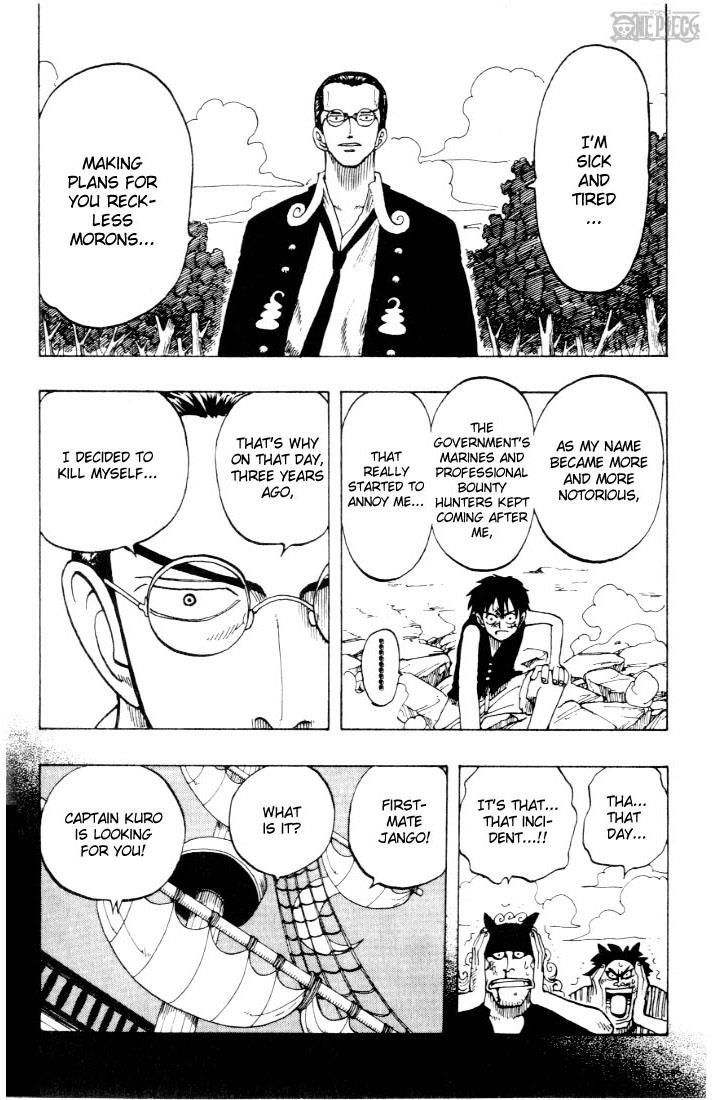 ONE PIECE
I'M
SICK
AND
TIRED
...
MAKING
PLANS FOR
YOU RECK-
LESS
MORONS...
AS MY NAME
BECAME MORE
AND MORE
NOTORIOUS,
THE
GOVERNMENT'S
MARINES AND
PROFESSIONAL
BOUNTY
HUNTERS KEPT
COMING AFTER
ME,
THAT
REALLY
STARTED TO
ANNOY ME...
.........
THAT'S WHY
ON THAT DAY,
THREE YEARS
AGO,
I DECIDED TO
KILL MYSELF...
THA...
THAT
DAY...
IT'S THAT...
THAT INCI-
DENT...!!
FIRST-
MATE
JANGO!
WHAT
IS IT?
CAPTAIN KURO
IS LOOKING
FOR YOU!